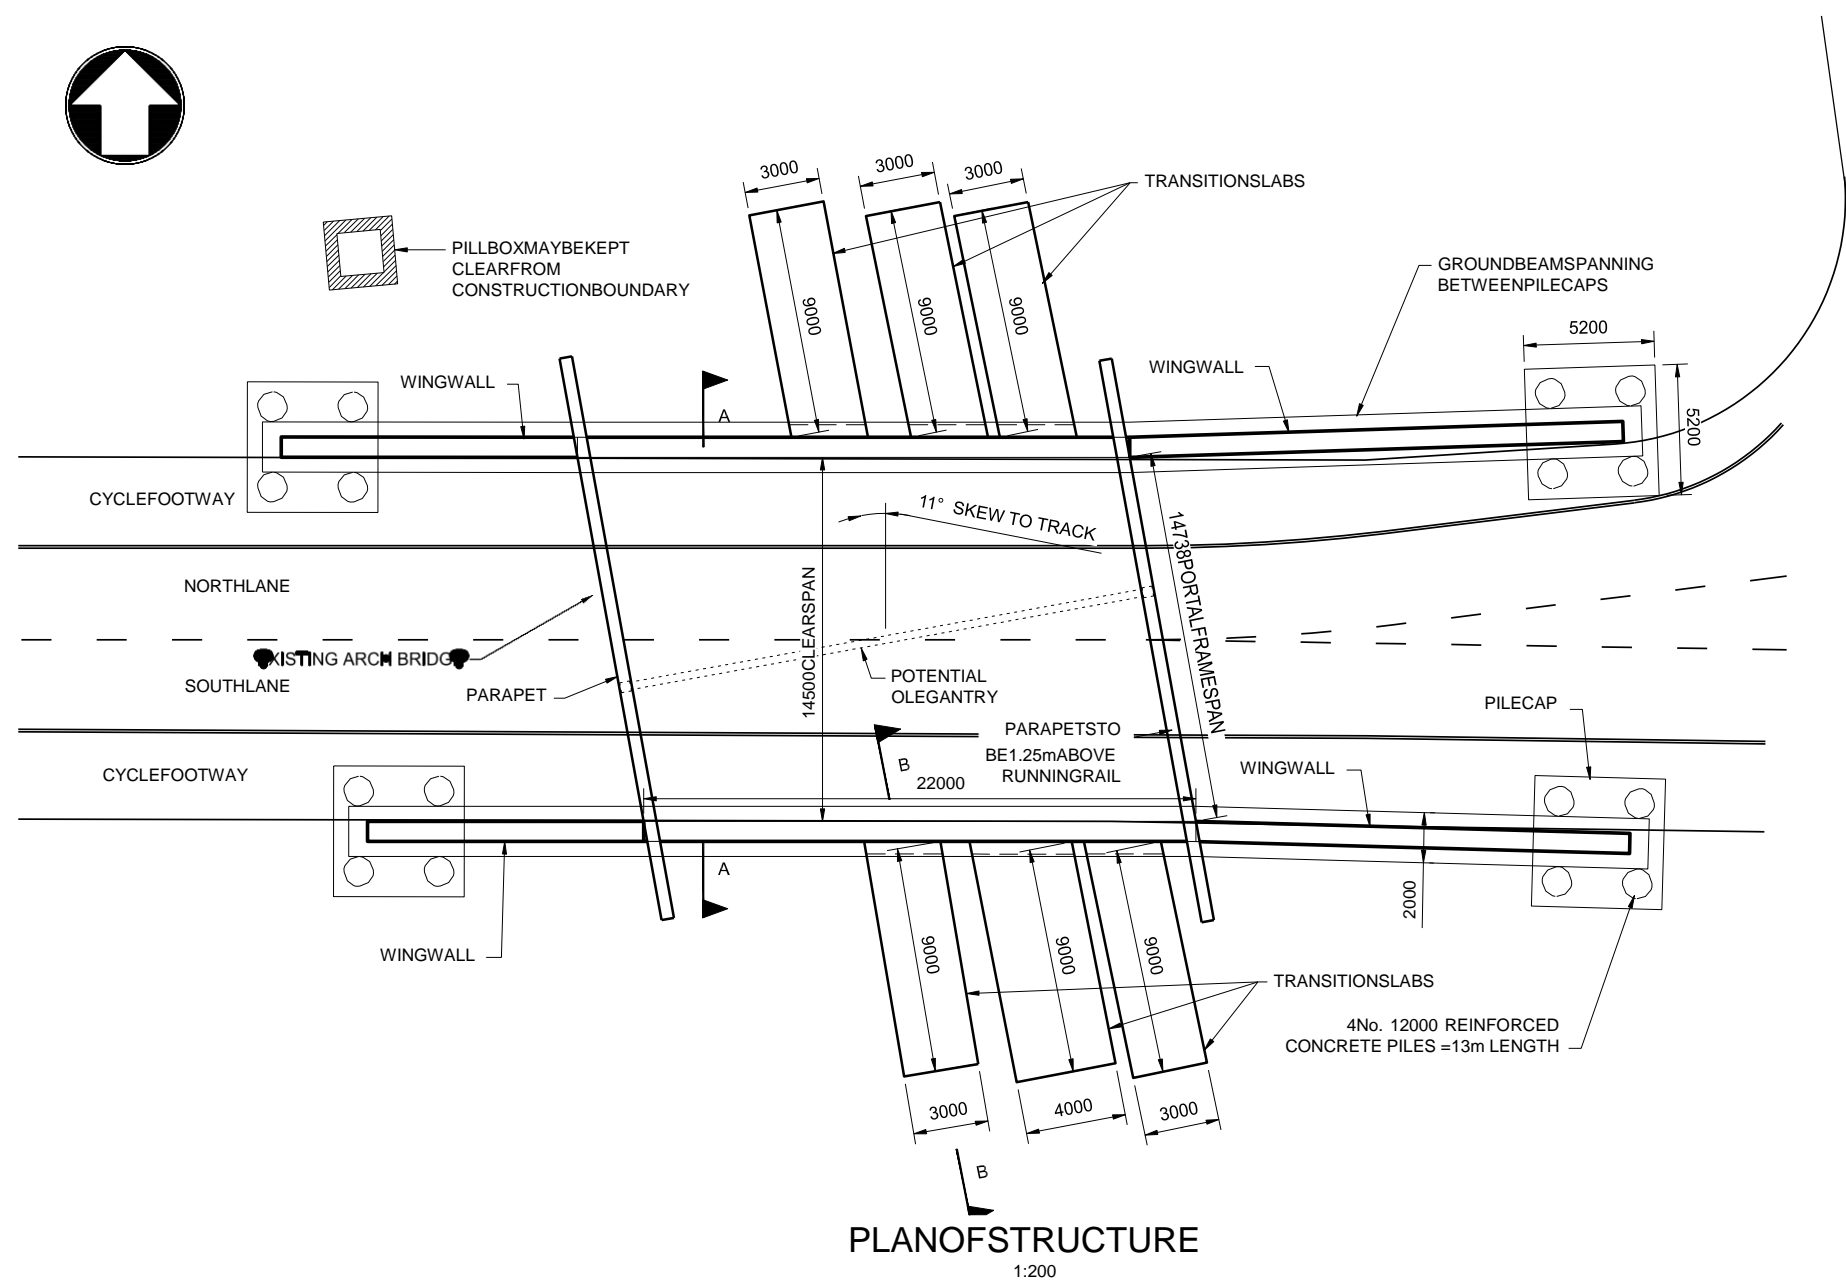 3000
3000
3000
TRANSITIONSLABS
PILLBOXMAYBEKEPT
CLEARFROM
CONSTRUCTIONBOUNDARY
GROUNDBEAMSPANNING
BETWEENPILECAPS
9000
9000
9000
5200
WINGWALL
WINGWALL
A
5200
CYCLEFOOTWAY
11° SKEW TO TRACK
14738PORTALFRAMESPAN
NORTHLANE
14500CLEARSPAN
EXISTING ARCH BRIDGE
SOUTHLANE
PARAPET
POTENTIAL
OLEGANTRY
PILECAP
PARAPETSTO
BE1.25mABOVE
RUNNINGRAIL
B
22000
CYCLEFOOTWAY
WINGWALL
A
2000
WINGWALL
9000
9000
9000
TRANSITIONSLABS
4No. 12000 REINFORCED
CONCRETE PILES =13m LENGTH
3000
4000
3000
B
PLANOFSTRUCTURE
1:200